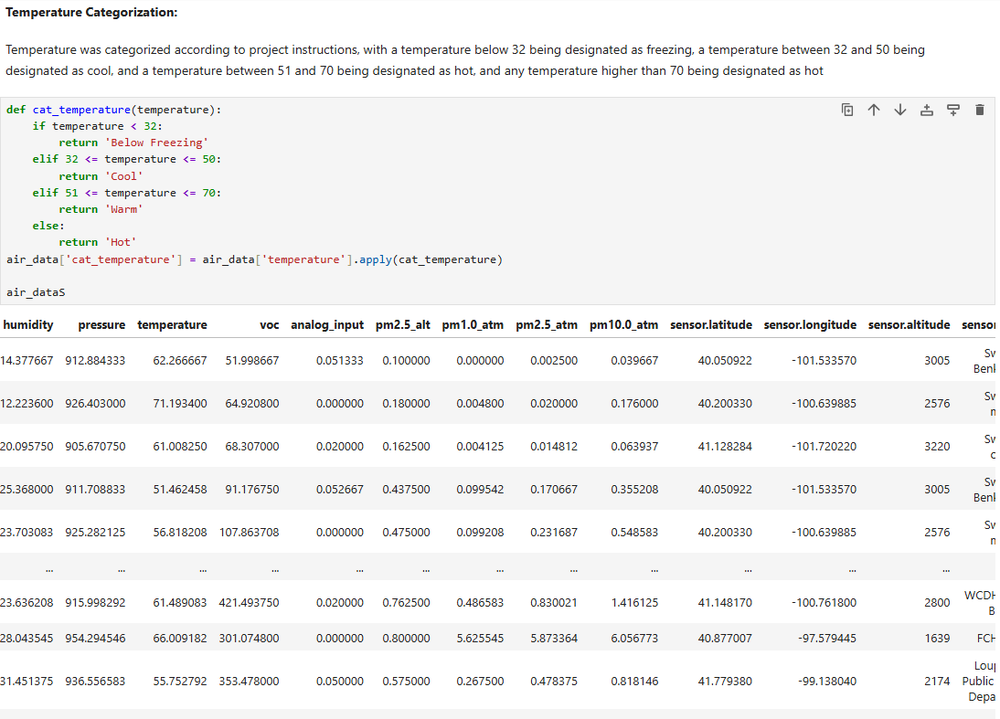 Temperature Categorization:
Temperature was categorized according to project instructions, with a temperature below 32 being designated as freezing, a temperature between 32 and 50 being
designated as cool, and a temperature between 51 and 70 being designated as hot, and any temperature higher than 70 being designated as hot
def cat_temperature(temperature):
    if temperature < 32:
        return 'Below Freezing'
    elif 32 <= temperature <= 50:
        return 'Cool'
    elif 51 <= temperature <= 70:
        return 'Warm'
    else:
        return 'Hot'
air_data['cat_temperature'] = air_data['temperature'].apply(cat_temperature)
air_dataS
humidity pressure temperature voc analog_input pm2.5_alt pm1.0_atm pm2.5_atm pm10.0_atm sensor.latitude sensor.longitude sensor.altitude sensor
14.377667 912.884333 62.266667 51.998667 0.051333 0.100000 0.000000 0.002500 0.039667 40.050922 -101.533570 3005 Sw
Benk
12.223600 926.403000 71.193400 64.920800 0.000000 0.180000 0.004800 0.020000 0.176000 40.200330 -100.639885 2576 Sw
20.095750 905.670750 61.008250 68.307000 0.020000 0.162500 0.004125 0.014812 0.063937 41.128284 -101.720220 3220 Sw
c
25.368000 911.708833 51.462458 91.176750 0.052667 0.437500 0.099542 0.170667 0.355208 40.050922 -101.533570 3005 Sw
Benk
23.703083 925.282125 56.818208 107.863708 0.000000 0.475000 0.099208 0.231687 0.548583 40.200330 -100.639885 2576 Sw
... ... ... ... ... ... ... ... ... ... ... ...
23.636208 915.998292 61.489083 421.493750 0.020000 0.762500 0.486583 0.830021 1.416125 41.148170 -100.761800 2800 WCDH
B
28.043545 954.294546 66.009182 301.074800 0.000000 0.800000 5.625545 5.873364 6.056773 40.877007 -97.579445 1639 FCH
31.451375 936.556583 55.752792 353.478000 0.050000 0.575000 0.267500 0.478375 0.818146 41.779380 -99.138040 2174 Loup
Public
Depa